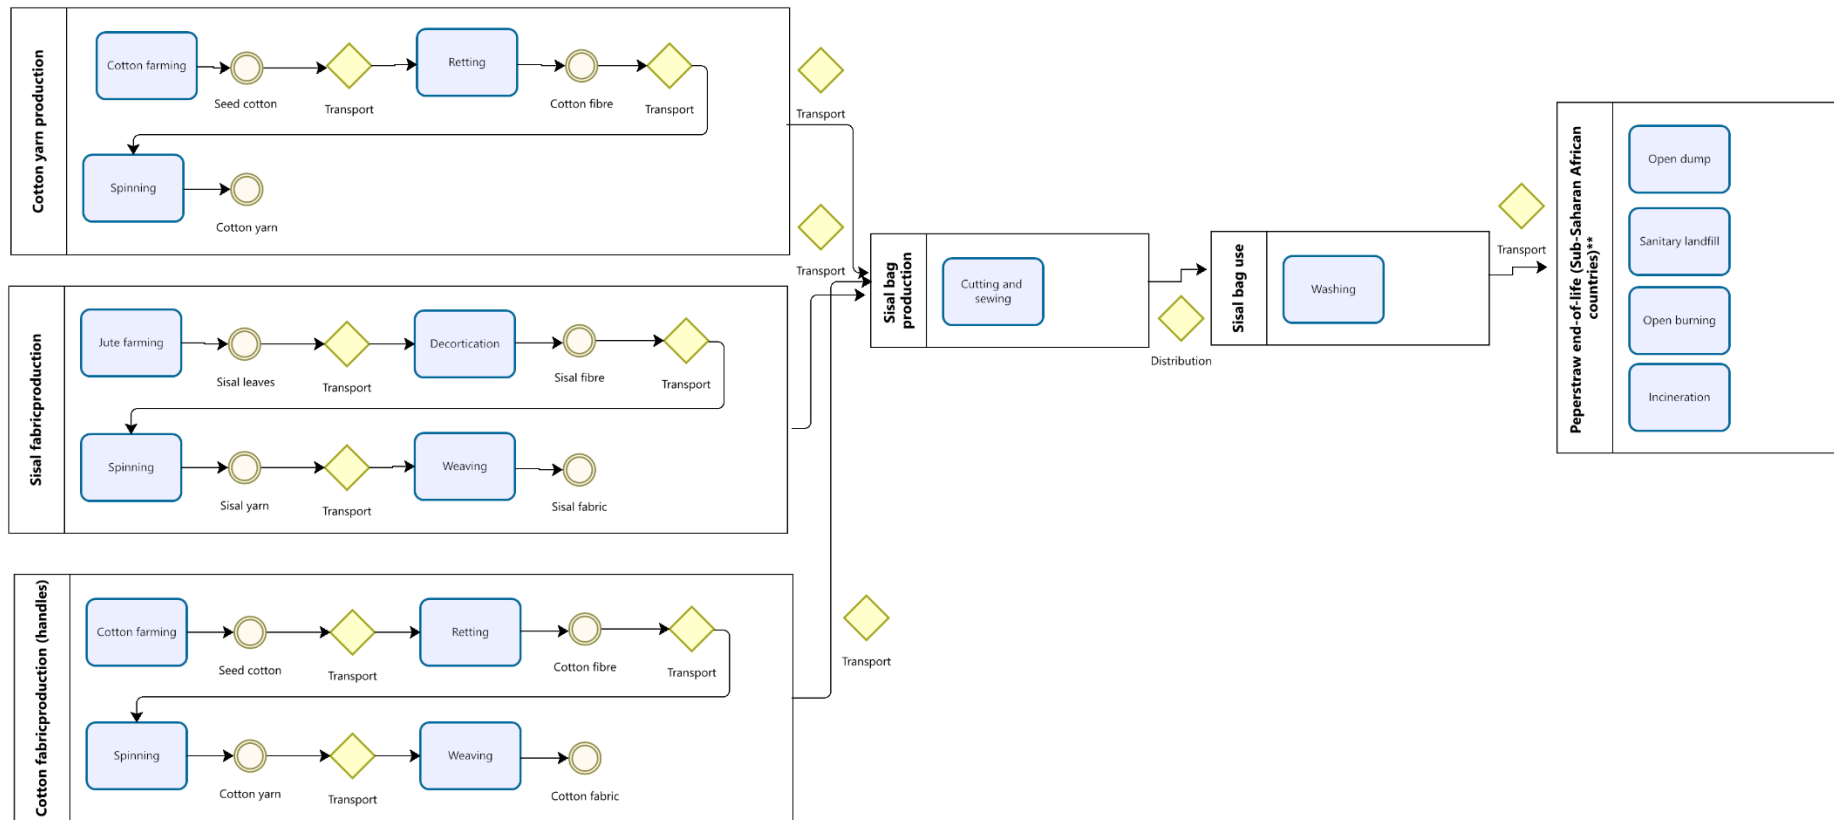 Cotton yarn production
Cotton farming
Seed cotton
Transport
Retting
Cotton fibre
Transport
Spinning
Cotton yarn
Transport
Transport
Sisal fabricproduction
Jute farming
Sisal leaves
Transport
Decortication
Sisal fibre
Transport
Spinning
Sisal yarn
Transport
Weaving
Sisal fabric
Cotton fabricproduction (handles)
Cotton farming
Seed cotton
Transport
Retting
Cotton fibre
Transport
Spinning
Cotton yarn
Transport
Weaving
Cotton fabric
Transport
Sisal bag
production
Cutting and
sewing
Distribution
Sisal bag use
Washing
Transport
Peperstraw end-of-life (Sub-Saharan African
countries)**
Open dump
Sanitary landfill
Open burning
Incineration